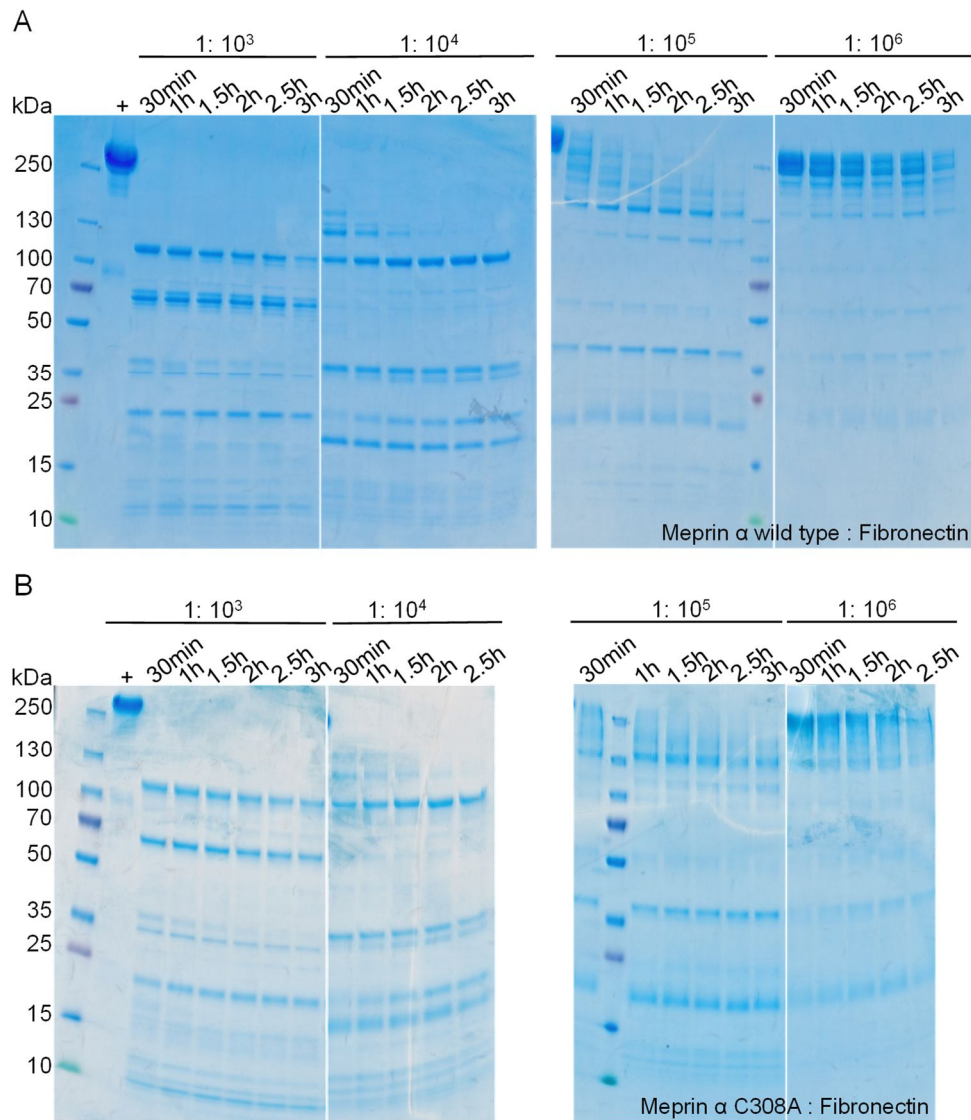 A
1: 10³ 1: 10⁴ 1: 10⁵ 1: 10⁶
kDa + 30min 1h 1.5h 2h 2.5h 3h 30min 1h 1.5h 2h 2.5h 3h 30min 1h 1.5h 2h 2.5h 3h 30min 1h 1.5h 2h 2.5h 3h
250
130
100
70
50
35
25
15
10
Meprin α wild type : Fibronectin
B
1: 10³ 1: 10⁴ 1: 10⁵ 1: 10⁶
kDa + 30min 1h 1.5h 2h 2.5h 3h 30min 1h 1.5h 2h 2.5h 30min 1h 1.5h 2h 2.5h 3h 30min 1h 1.5h 2h 2.5h
250
130
100
70
50
35
25
15
10
Meprin α C308A : Fibronectin